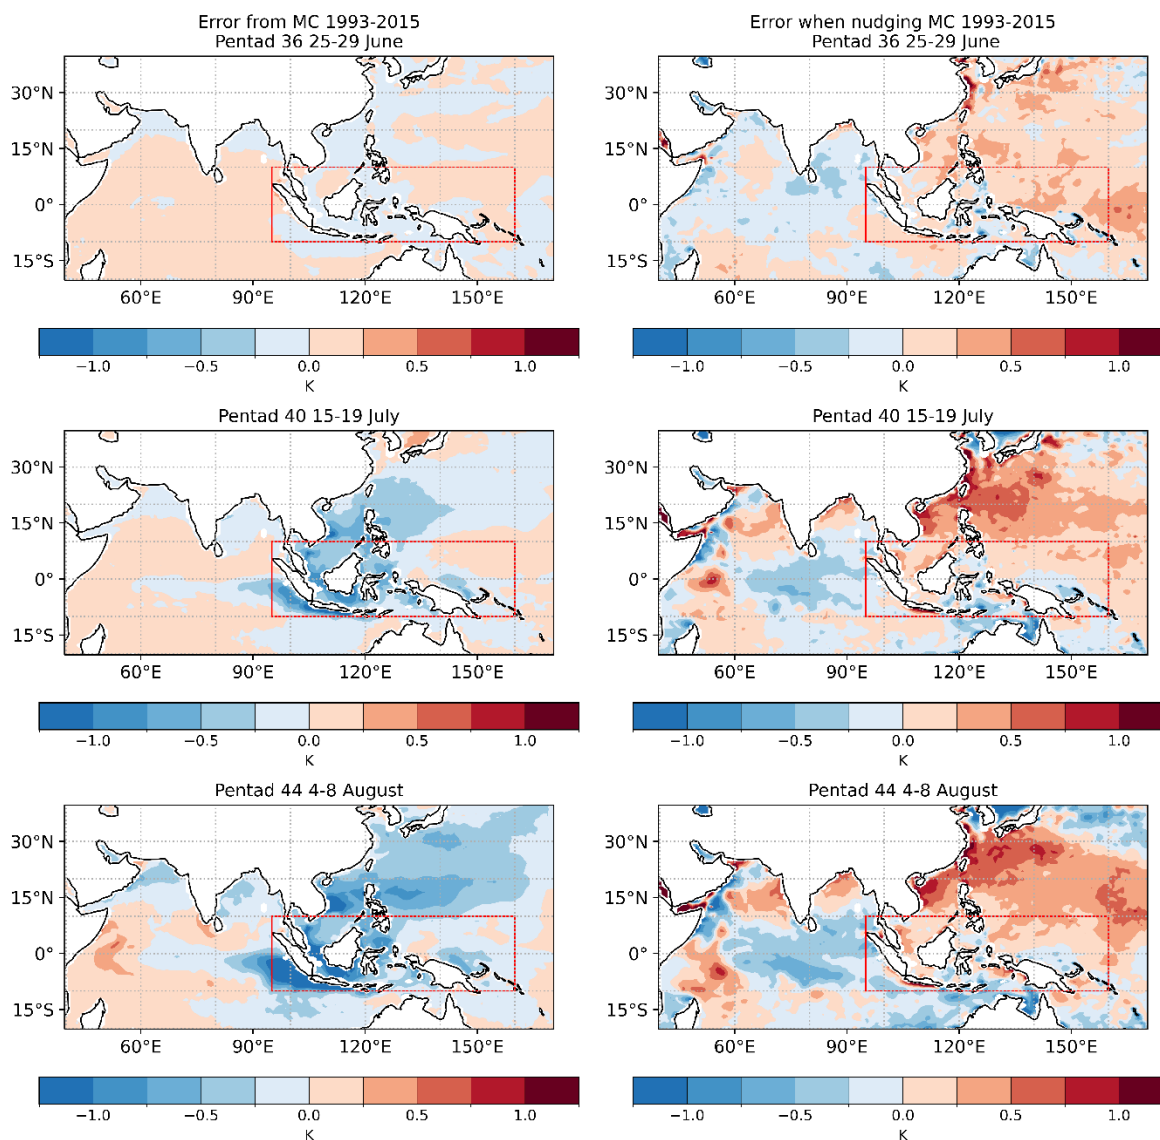 Error from MC 1993-2015
Pentad 36 25-29 June
30°N
15°N
0°
15°S
60°E 90°E 120°E 150°E
−1.0 −0.5 0.0 0.5 1.0
K
Error when nudging MC 1993-2015
Pentad 36 25-29 June
30°N
15°N
0°
15°S
60°E 90°E 120°E 150°E
−1.0 −0.5 0.0 0.5 1.0
K
Pentad 40 15-19 July
30°N
15°N
0°
15°S
60°E 90°E 120°E 150°E
−1.0 −0.5 0.0 0.5 1.0
K
Pentad 40 15-19 July
30°N
15°N
0°
15°S
60°E 90°E 120°E 150°E
−1.0 −0.5 0.0 0.5 1.0
K
Pentad 44 4-8 August
30°N
15°N
0°
15°S
60°E 90°E 120°E 150°E
−1.0 −0.5 0.0 0.5 1.0
K
Pentad 44 4-8 August
30°N
15°N
0°
15°S
60°E 90°E 120°E 150°E
−1.0 −0.5 0.0 0.5 1.0
K